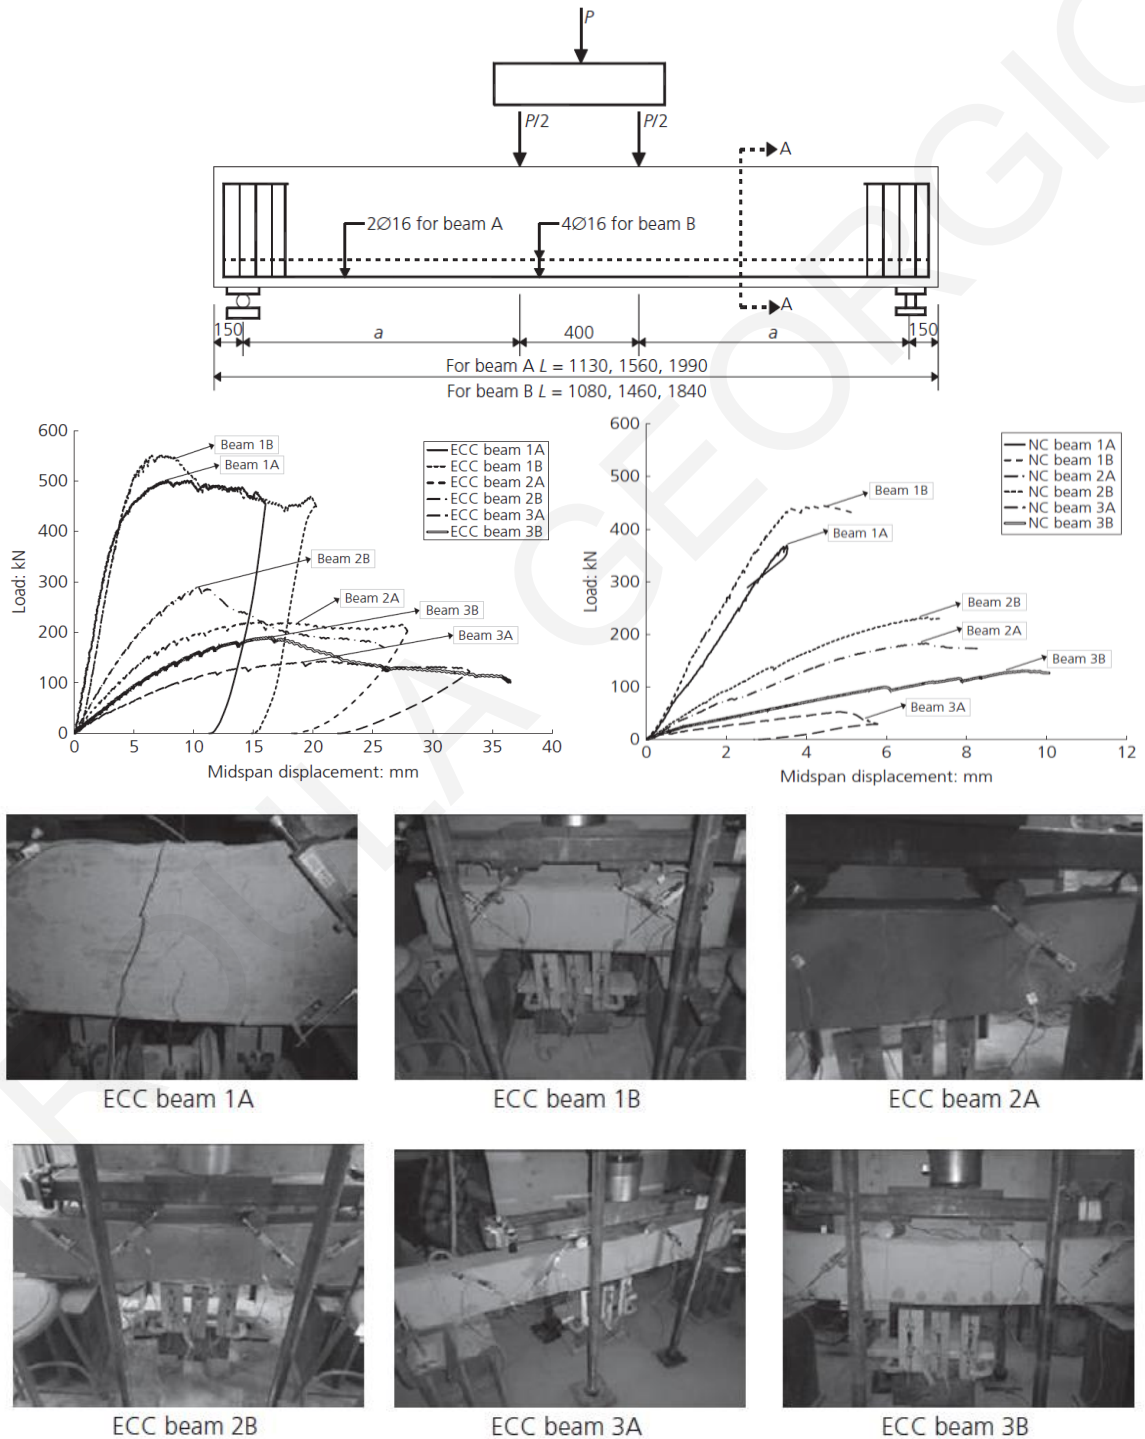 P
P/2 P/2
A
2Ø16 for beam A 4Ø16 for beam B
A
150 a 400 a 150
For beam A L = 1130, 1560, 1990
For beam B L = 1080, 1460, 1840
600
500
400
300
200
100
0
Load: kN
0 5 10 15 20 25 30 35 40
Midspan displacement: mm
Beam 1B
Beam 1A
Beam 2B
Beam 2A
Beam 3B
Beam 3A
ECC beam 1A
ECC beam 1B
ECC beam 2A
ECC beam 2B
ECC beam 3A
ECC beam 3B
600
500
400
300
200
100
0
Load: kN
0 2 4 6 8 10 12
Midspan displacement: mm
Beam 1B
Beam 1A
Beam 2B
Beam 2A
Beam 3B
Beam 3A
NC beam 1A
NC beam 1B
NC beam 2A
NC beam 2B
NC beam 3A
NC beam 3B
ECC beam 1A ECC beam 1B ECC beam 2A
ECC beam 2B ECC beam 3A ECC beam 3B